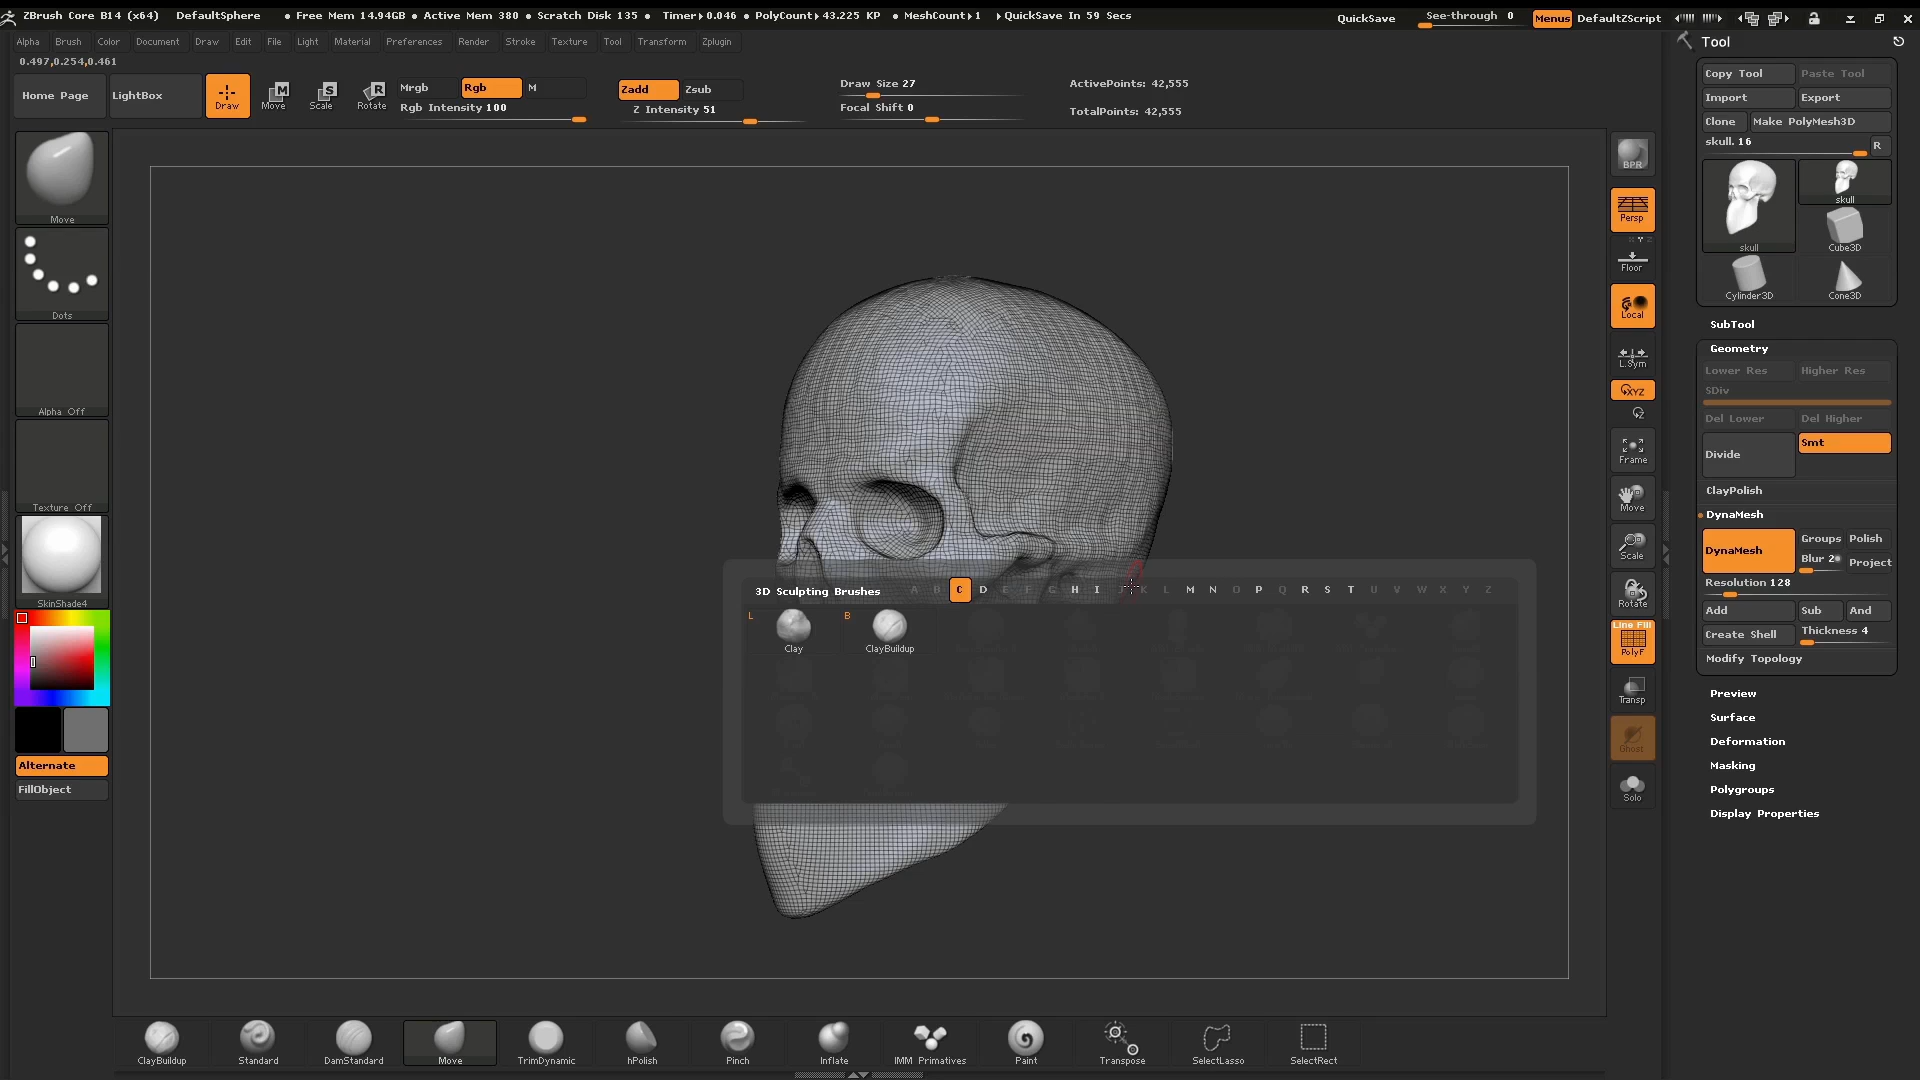 ZBrush Core B14 (x64) DefaultSphere • Free Mem 14.94GB • Active Mem 380 • Scratch Disk 135 • Timer▸0.046 • PolyCount▸43.225 KP • MeshCount▸1 ▸QuickSave In 59 Secs QuickSave See-through 0 Menus DefaultZScript
Alpha Brush Color Document Draw Edit File Light Material Preferences Render Stroke Texture Tool Transform Zplugin
0.497,0.254,0.461
Home Page LightBox Draw Move Scale Rotate
Mrgb Rgb M
Rgb Intensity 100
Zadd Zsub
Z Intensity 51
Draw Size 27
Focal Shift 0
ActivePoints: 42,555
TotalPoints: 42,555
Move
Dots
Alpha Off
Texture Off
SkinShade4
Alternate
FillObject
3D Sculpting Brushes A B C D E F G H I J K L M N O P Q R S T U V W X Y Z
L Clay
B ClayBuildup
BPR
Persp
Floor
Local
L.Sym
XYZ
Z
Frame
Move
Scale
Rotate
Line Fill
PolyF
Transp
Ghost
Solo
Tool
Copy Tool Paste Tool
Import Export
Clone Make PolyMesh3D
skull. 16 R
skull skull
Cube3D
Cylinder3D Cone3D
SubTool
Geometry
Lower Res Higher Res
SDiv
Del Lower Del Higher
Divide Smt
ClayPolish
DynaMesh
DynaMesh Groups Polish
Blur 2 Project
Resolution 128
Add Sub And
Create Shell Thickness 4
Modify Topology
Preview
Surface
Deformation
Masking
Polygroups
Display Properties
ClayBuildup Standard DamStandard Move TrimDynamic hPolish Pinch Inflate IMM Primatives Paint Transpose SelectLasso SelectRect